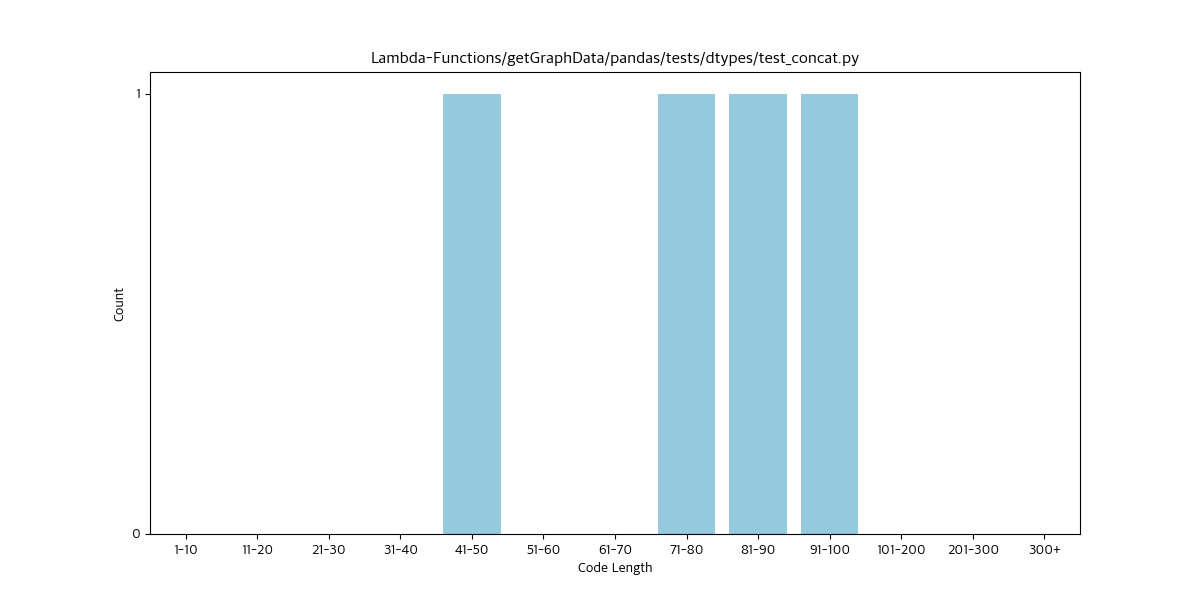 Lambda-Functions/getGraphData/pandas/tests/dtypes/test_concat.py
1
Count
0
1-10 11-20 21-30 31-40 41-50 51-60 61-70 71-80 81-90 91-100 101-200 201-300 300+
Code Length